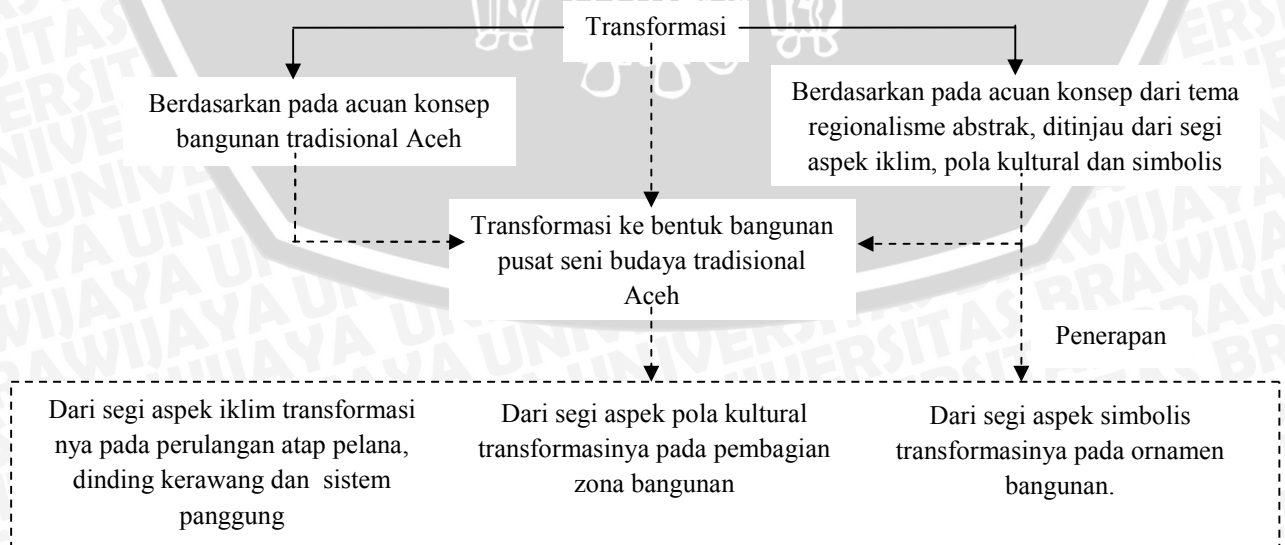 Transformasi
Berdasarkan pada acuan konsep
bangunan tradisional Aceh
Berdasarkan pada acuan konsep dari tema
regionalisme abstrak, ditinjau dari segi
aspek iklim, pola kultural dan simbolis
Transformasi ke bentuk bangunan
pusat seni budaya tradisional
Aceh
Penerapan
Dari segi aspek iklim transformasi
nya pada perulangan atap pelana,
dinding kerawang dan sistem
panggung
Dari segi aspek pola kultural
transformasinya pada pembagian
zona bangunan
Dari segi aspek simbolis
transformasinya pada ornamen
bangunan.